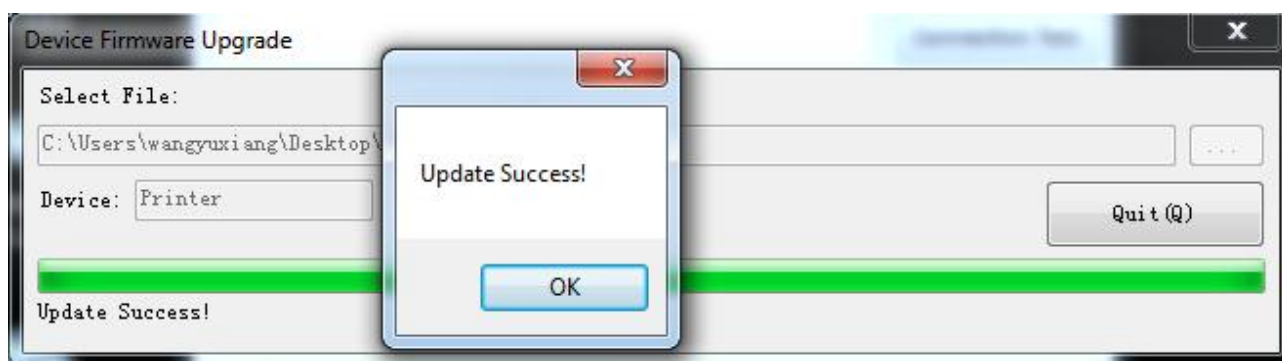 Device Firmware Upgrade
X
Select File:
C:\Users\wangyuxiang\Desktop\
...
Device: Printer
Quit(Q)
Update Success!
X
Update Success!
OK